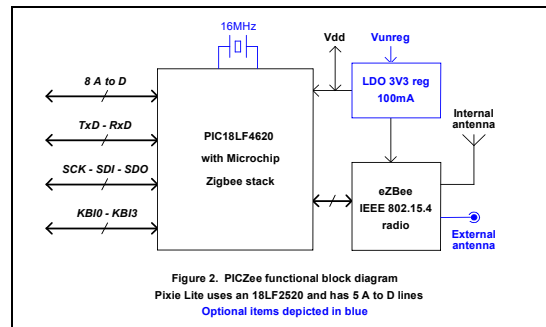 16MHz
Vdd
Vunreg
8 A to D
LDO 3V3 reg
100mA
Internal
antenna
TxD - RxD
PIC18LF4620
with Microchip
Zigbee stack
SCK - SDI - SDO
eZBee
IEEE 802.15.4
radio
KBI0 - KBI3
External
antenna
Figure 2.  PICZee functional block diagram
Pixie Lite uses an 18LF2520 and has 5 A to D lines
Optional items depicted in blue